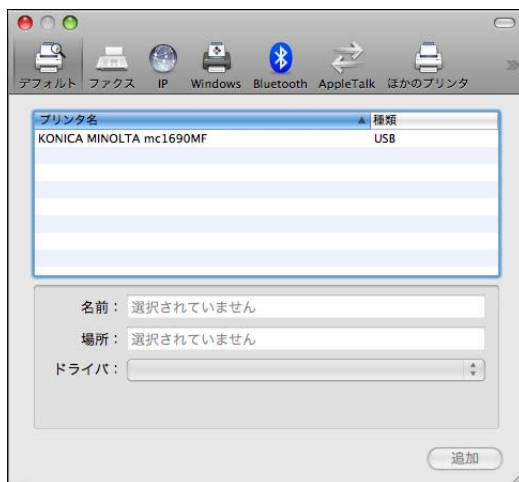 デフォルト ファクス IP Windows Bluetooth AppleTalk ほかのプリンタ
プリンタ名 種類
KONICA MINOLTA mc1690MF USB
名前： 選択されていません
場所： 選択されていません
ドライバ：
追加